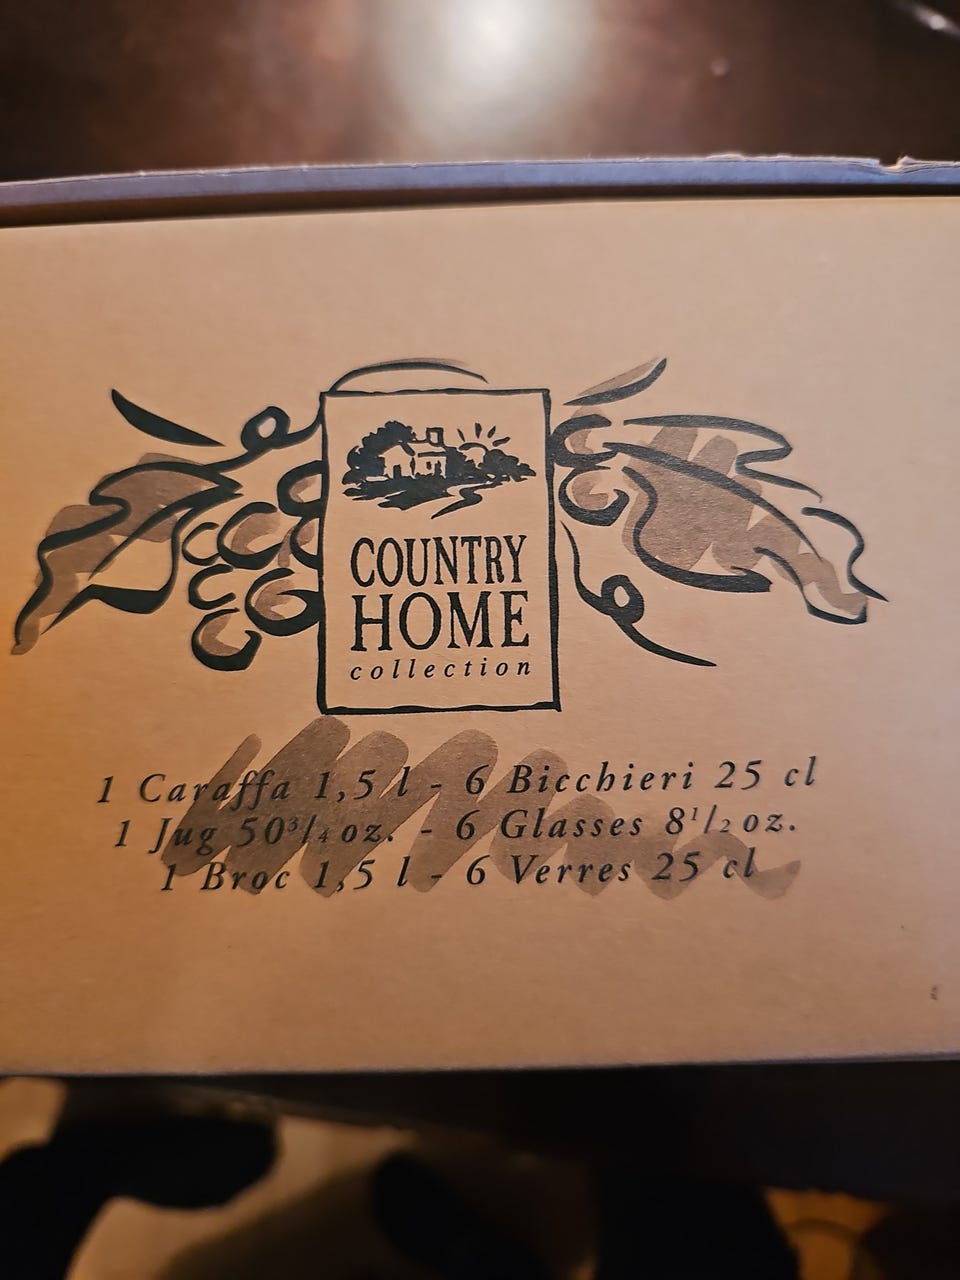 COUNTRY
HOME
collection
1 Caraffa 1,5 l - 6 Bicchieri 25 cl
1 Jug 50³/₄ oz. - 6 Glasses 8¹/₂ oz.
1 Broc 1,5 l - 6 Verres 25 cl